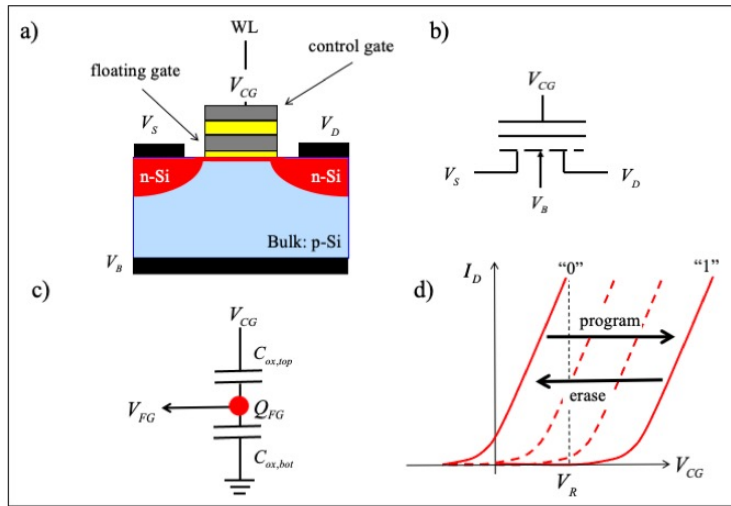 a)
WL
control gate
floating gate
V_CG
V_S
V_D
n-Si
n-Si
Bulk: p-Si
V_B
b)
V_CG
V_S
V_D
V_B
c)
V_CG
C_ox,top
V_FG
Q_FG
C_ox,bot
d)
I_D
“0”
“1”
program
erase
V_R
V_CG